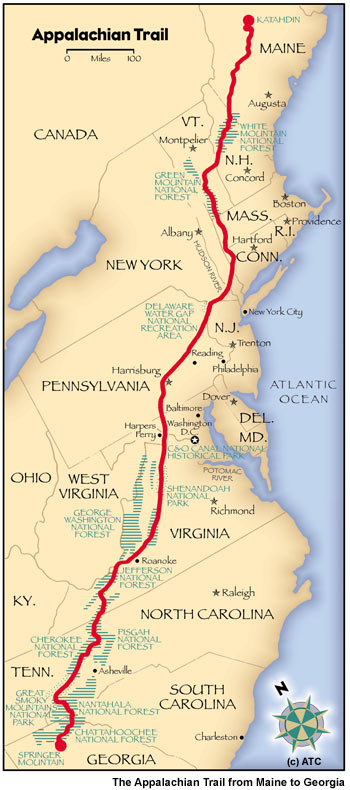 KATAHDIN
Appalachian Trail
0 Miles 100
MAINE
Augusta
WHITE
MOUNTAIN
NATIONAL
FOREST
VT.
Montpelier
CANADA
N.H.
Concord
GREEN
MOUNTAIN
NATIONAL
FOREST
MASS.
Boston
Providence
R.I.
Albany
Hartford
CONN.
HUDSON RIVER
NEW YORK
DELAWARE
WATER GAP
NATIONAL
RECREATION
AREA
New York City
N.J.
Trenton
Reading
Philadelphia
Harrisburg
PENNSYLVANIA
ATLANTIC
OCEAN
Baltimore
Dover
Washington
D.C.
DEL.
MD.
Harpers
Ferry
C&O CANAL NATIONAL
HISTORICAL PARK
POTOMAC
RIVER
OHIO
WEST
VIRGINIA
SHENANDOAH
NATIONAL
PARK
GEORGE
WASHINGTON
NATIONAL
FOREST
Richmond
VIRGINIA
Roanoke
JEFFERSON
NATIONAL
FOREST
KY.
Raleigh
NORTH CAROLINA
CHEROKEE
NATIONAL
FOREST
PISGAH
NATIONAL
FOREST
TENN.
Asheville
GREAT
SMOKY
MOUNTAINS
NATIONAL
PARK
NANTAHALA
NATIONAL FOREST
SOUTH
CAROLINA
CHATTAHOOCHEE
NATIONAL FOREST
SPRINGER
MOUNTAIN
GEORGIA
Charleston
N
(c) ATC
The Appalachian Trail from Maine to Georgia